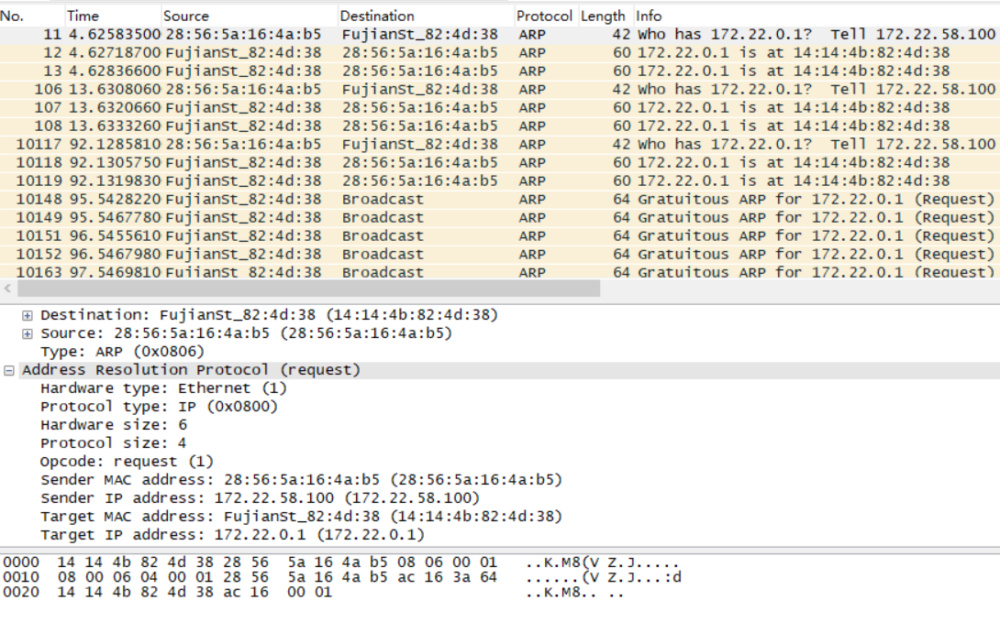 No. Time Source Destination Protocol Length Info
11 4.62583500 28:56:5a:16:4a:b5 FujianSt_82:4d:38 ARP 42 Who has 172.22.0.1? Tell 172.22.58.100
12 4.62718700 FujianSt_82:4d:38 28:56:5a:16:4a:b5 ARP 60 172.22.0.1 is at 14:14:4b:82:4d:38
13 4.62836600 FujianSt_82:4d:38 28:56:5a:16:4a:b5 ARP 60 172.22.0.1 is at 14:14:4b:82:4d:38
106 13.6308060 28:56:5a:16:4a:b5 FujianSt_82:4d:38 ARP 42 Who has 172.22.0.1? Tell 172.22.58.100
107 13.6320660 FujianSt_82:4d:38 28:56:5a:16:4a:b5 ARP 60 172.22.0.1 is at 14:14:4b:82:4d:38
108 13.6333260 FujianSt_82:4d:38 28:56:5a:16:4a:b5 ARP 60 172.22.0.1 is at 14:14:4b:82:4d:38
10117 92.1285810 28:56:5a:16:4a:b5 FujianSt_82:4d:38 ARP 42 Who has 172.22.0.1? Tell 172.22.58.100
10118 92.1305750 FujianSt_82:4d:38 28:56:5a:16:4a:b5 ARP 60 172.22.0.1 is at 14:14:4b:82:4d:38
10119 92.1319830 FujianSt_82:4d:38 28:56:5a:16:4a:b5 ARP 60 172.22.0.1 is at 14:14:4b:82:4d:38
10148 95.5428220 FujianSt_82:4d:38 Broadcast ARP 64 Gratuitous ARP for 172.22.0.1 (Request)
10149 95.5467780 FujianSt_82:4d:38 Broadcast ARP 64 Gratuitous ARP for 172.22.0.1 (Request)
10151 96.5455610 FujianSt_82:4d:38 Broadcast ARP 64 Gratuitous ARP for 172.22.0.1 (Request)
10152 96.5467980 FujianSt_82:4d:38 Broadcast ARP 64 Gratuitous ARP for 172.22.0.1 (Request)
10163 97.5469810 FujianSt_82:4d:38 Broadcast ARP 64 Gratuitous ARP for 172.22.0.1 (Request)
Destination: FujianSt_82:4d:38 (14:14:4b:82:4d:38)
Source: 28:56:5a:16:4a:b5 (28:56:5a:16:4a:b5)
Type: ARP (0x0806)
Address Resolution Protocol (request)
Hardware type: Ethernet (1)
Protocol type: IP (0x0800)
Hardware size: 6
Protocol size: 4
Opcode: request (1)
Sender MAC address: 28:56:5a:16:4a:b5 (28:56:5a:16:4a:b5)
Sender IP address: 172.22.58.100 (172.22.58.100)
Target MAC address: FujianSt_82:4d:38 (14:14:4b:82:4d:38)
Target IP address: 172.22.0.1 (172.22.0.1)
0000 14 14 4b 82 4d 38 28 56 5a 16 4a b5 08 06 00 01 ..K.M8(V Z.J.....
0010 08 00 06 04 00 01 28 56 5a 16 4a b5 ac 16 3a 64 ......(V Z.J...:d
0020 14 14 4b 82 4d 38 ac 16 00 01 ..K.M8.. ..